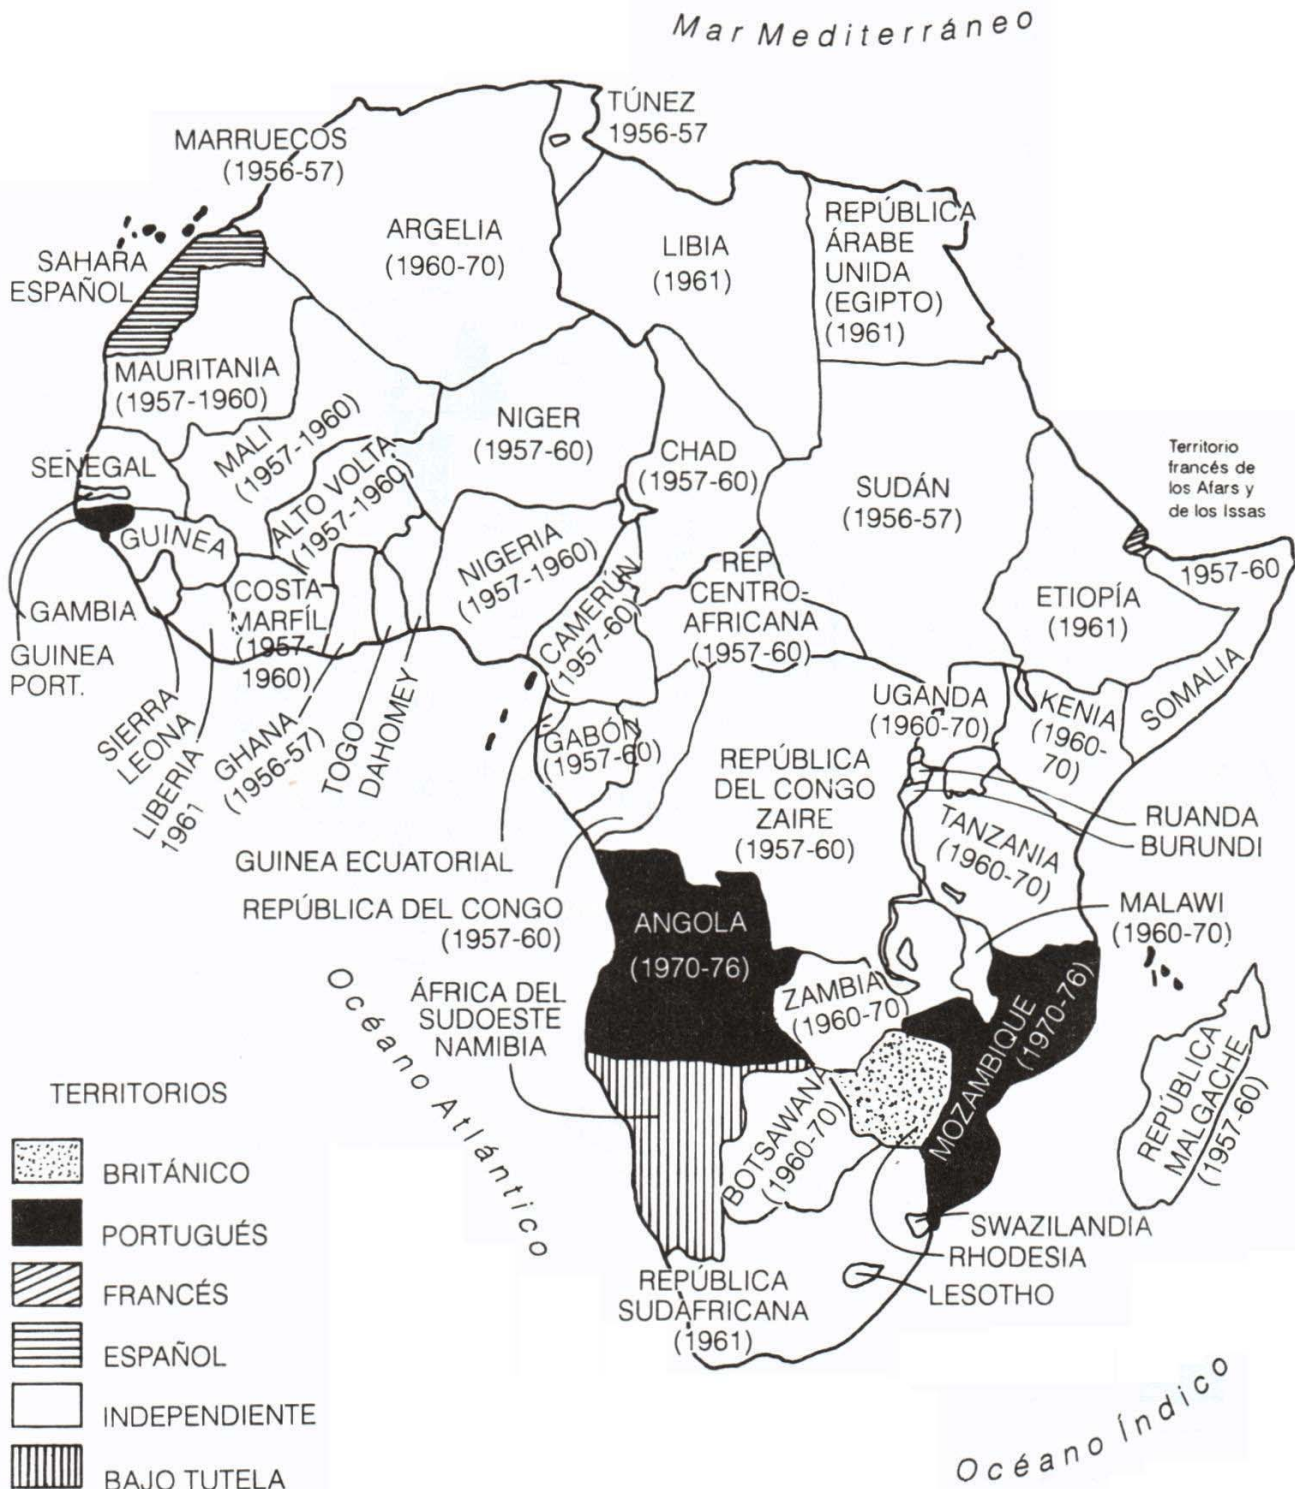 Mar Mediterráneo
TÚNEZ
1956-57
MARRUECOS
(1956-57)
ARGELIA
(1960-70)
LIBIA
(1961)
REPÚBLICA
ÁRABE
UNIDA
(EGIPTO)
(1961)
SAHARA
ESPAÑOL
MAURITANIA
(1957-1960)
MALI
(1957-1960)
NIGER
(1957-60)
CHAD
(1957-60)
SUDÁN
(1956-57)
Territorio
francés de
los Afars y
de los Issas
SENEGAL
ALTO VOLTA
(1957-1960)
GUINEA
NIGERIA
(1957-1960)
CAMERÚN
(1957-60)
REP
CENTRO-
AFRICANA
(1957-60)
ETIOPÍA
(1961)
1957-60
SOMALIA
GAMBIA
GUINEA
PORT.
COSTA
MARFÍL
(1957-
1960)
SIERRA
LEONA
LIBERIA
1961
GHANA
(1956-57)
TOGO
DAHOMEY
GABÓN
(1957-60)
UGANDA
(1960-70)
KENIA
(1960-
70)
REPÚBLICA
DEL CONGO
ZAIRE
(1957-60)
RUANDA
BURUNDI
TANZANIA
(1960-70)
GUINEA ECUATORIAL
REPÚBLICA DEL CONGO
(1957-60)
ANGOLA
(1970-76)
MALAWI
(1960-70)
ZAMBIA
(1960-70)
MOZAMBIQUE
(1970-76)
REPÚBLICA
MALGACHE
(1957-60)
Océano Atlántico
ÁFRICA DEL
SUDOESTE
NAMIBIA
BOTSAWANA
(1960-70)
SWAZILANDIA
RHODESIA
LESOTHO
REPÚBLICA
SUDAFRICANA
(1961)
Océano Índico
TERRITORIOS
BRITÁNICO
PORTUGUÉS
FRANCÉS
ESPAÑOL
INDEPENDIENTE
BAJO TUTELA